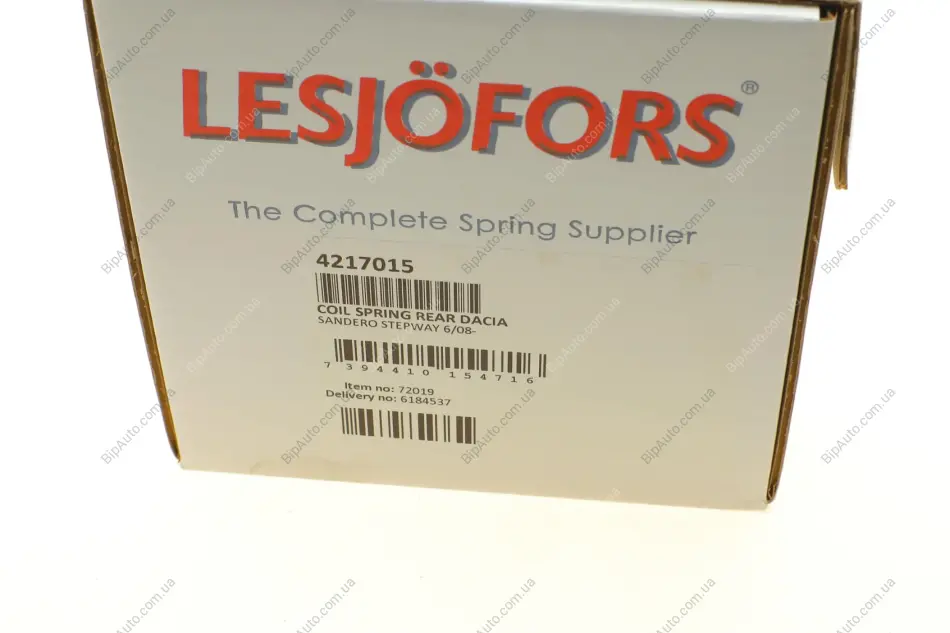 LESJÖFORS®
The Complete Spring Supplier
4217015
COIL SPRING REAR DACIA
SANDERO STEPWAY 6/08-
7 394410 154716
Item no: 72019
Delivery no: 6184537
BipAuto.com.ua